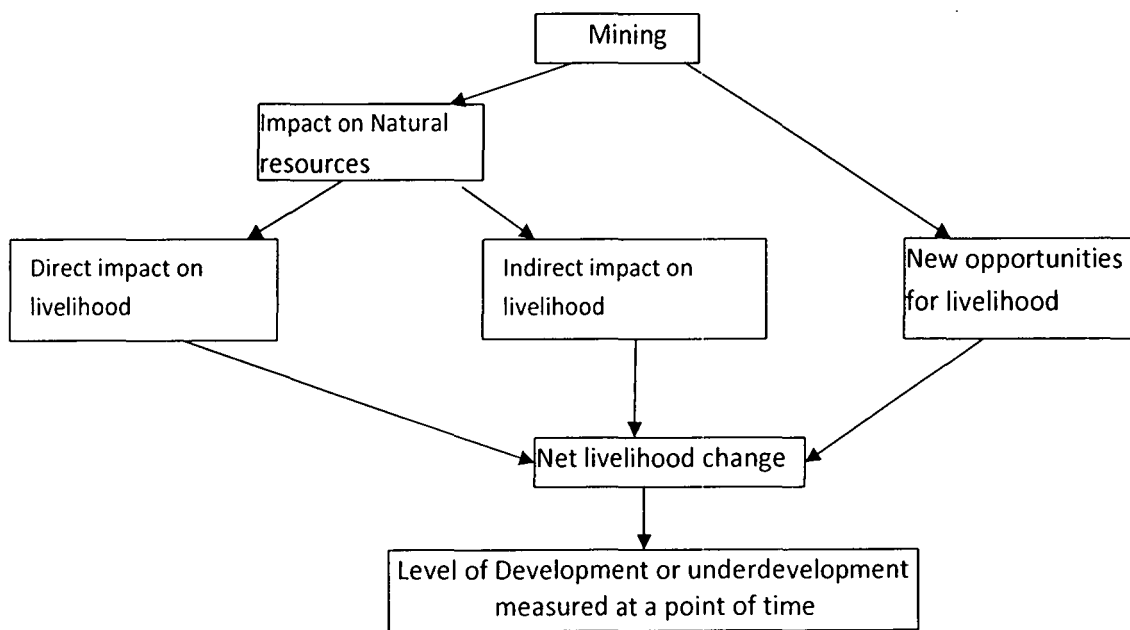 Mining
Impact on Natural
resources
Direct impact on
livelihood
Indirect impact on
livelihood
New opportunities
for livelihood
Net livelihood change
Level of Development or underdevelopment
measured at a point of time